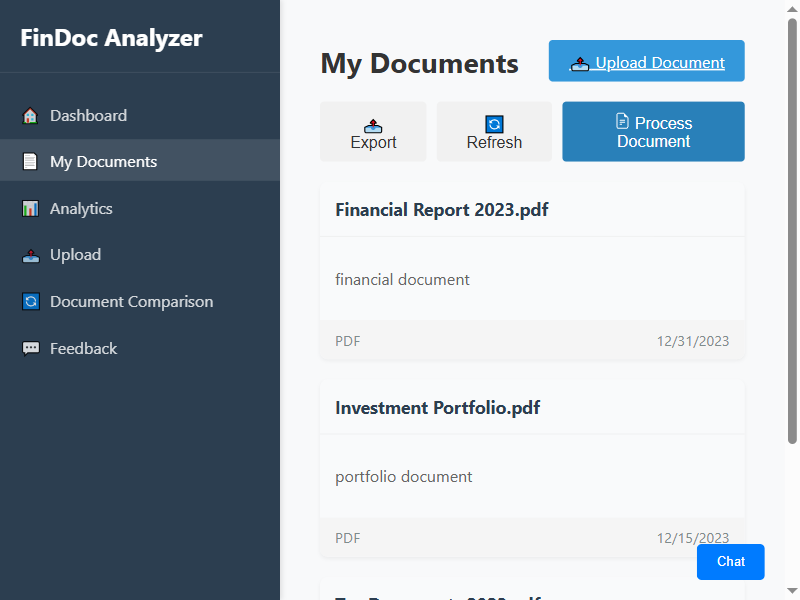 FinDoc Analyzer
Dashboard
My Documents
Analytics
Upload
Document Comparison
Feedback
My Documents
Upload Document
Export
Refresh
Process
Document
Financial Report 2023.pdf
financial document
PDF
12/31/2023
Investment Portfolio.pdf
portfolio document
PDF
12/15/2023
Chat